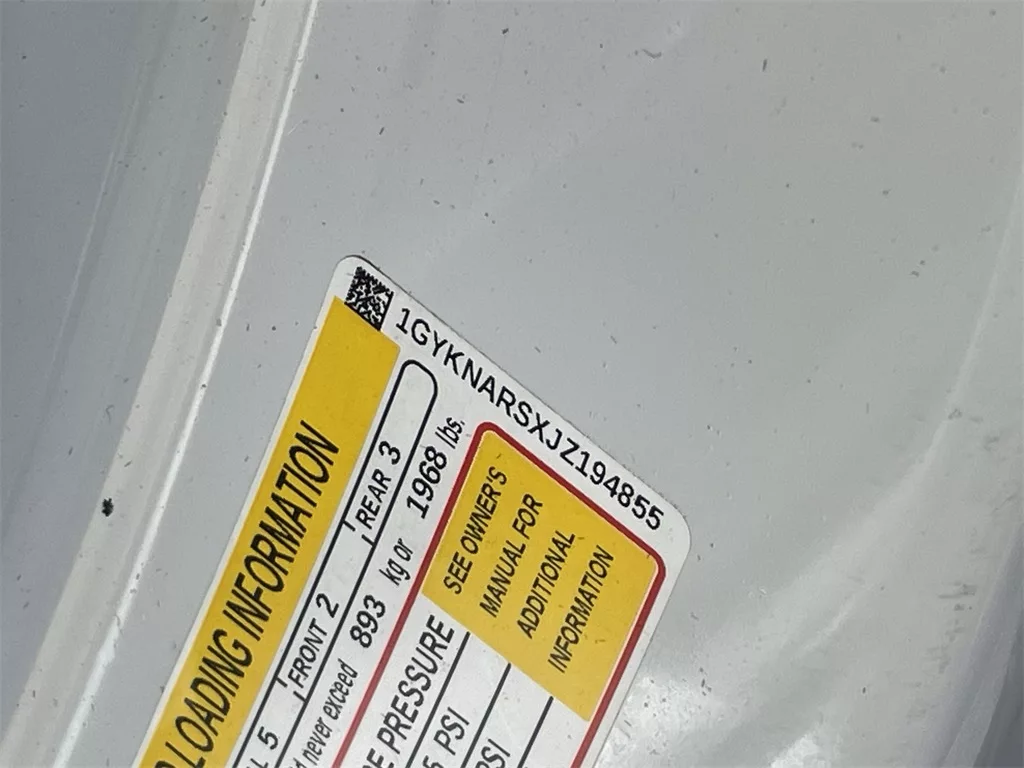 1GYKNARSXJZ194855
LOADING INFORMATION
5 FRONT 2 REAR 3
never exceed 893 kg or 1968 lbs.
PRESSURE
PSI
PSI
SEE OWNER'S
MANUAL FOR
ADDITIONAL
INFORMATION